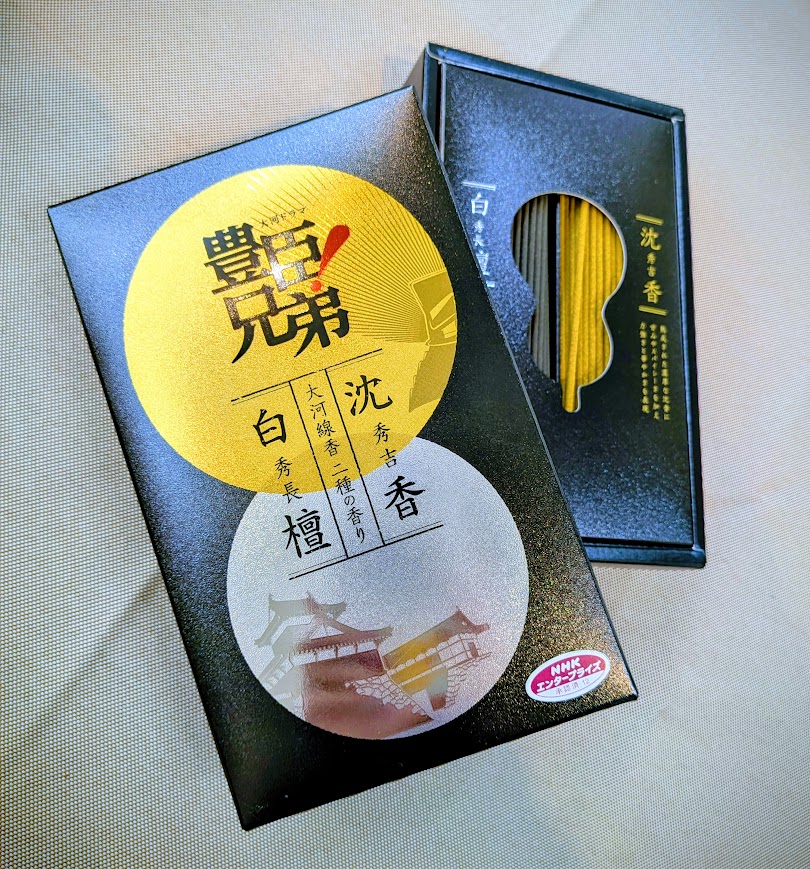 大河ドラマ
豊臣兄弟!
沈 秀吉 香
大河線香 二種の香り
白 秀長 檀
NHK
エンタープライズ
沈 秀吉 香
白 秀長 檀